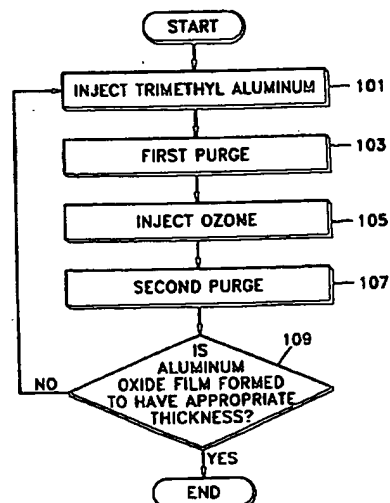 START
INJECT TRIMETHYL ALUMINUM
101
FIRST PURGE
103
INJECT OZONE
105
SECOND PURGE
107
109
IS
ALUMINUM
OXIDE FILM FORMED
TO HAVE APPROPRIATE
THICKNESS?
NO
YES
END